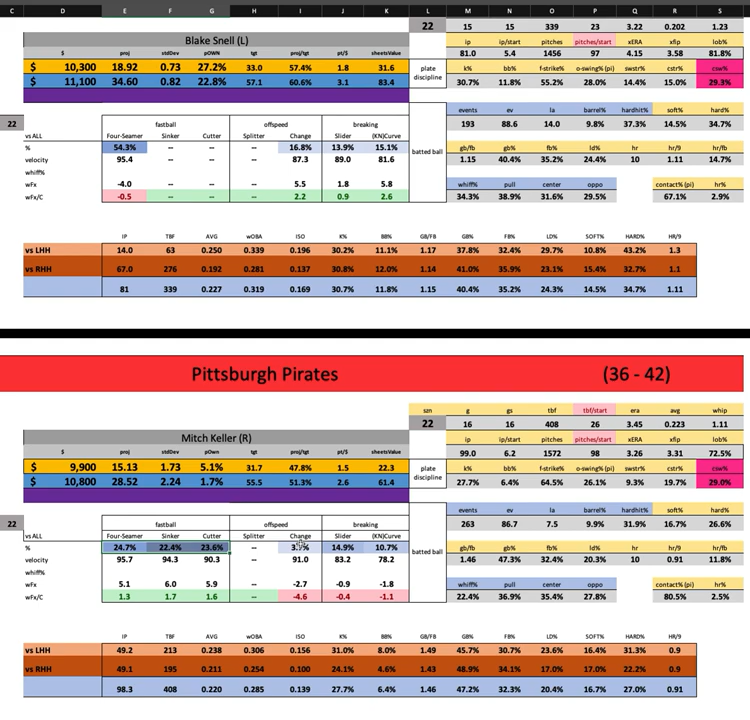 C D E F G H I J K L M N O P Q R S
22 15 15 339 23 3.22 0.202 1.23
Blake Snell (L) ip ip/start pitches pitches/start xERA xfip lob%
$ proj stdDev pOWN tgt proj/tgt pt/$ sheetsValue 81.0 5.4 1456 97 4.15 3.58 81.8%
$ 10,300 18.92 0.73 27.2% 33.0 57.4% 1.8 31.6 plate discipline k% bb% f-strike% o-swing% (pi) swstr% cstr% csw%
$ 11,100 34.60 0.82 22.8% 57.1 60.6% 3.1 83.4 30.7% 11.8% 55.2% 28.0% 14.4% 15.0% 29.3%
events ev la barrel% hardhit% soft% hard%
22 fastball offspeed breaking 193 88.6 14.0 9.8% 37.3% 14.5% 34.7%
vs ALL Four-Seamer Sinker Cutter Splitter Change Slider (KN)Curve batted ball
% 54.3% -- -- -- 16.8% 13.9% 15.1% gb/fb gb% fb% ld% hr hr/9 hr/fb
velocity 95.4 -- -- -- 87.3 89.0 81.6 1.15 40.4% 35.2% 24.4% 10 1.11 14.7%
whiff%
wFx -4.0 -- -- -- 5.5 1.8 5.8 whiff% pull center oppo contact% (pi) hr%
wFx/C -0.5 -- -- -- 2.2 0.9 2.6 34.3% 38.9% 31.6% 29.5% 67.1% 2.9%
IP TBF AVG wOBA ISO K% BB% GB/FB GB% FB% LD% SOFT% HARD% HR/9
vs LHH 14.0 63 0.250 0.339 0.196 30.2% 11.1% 1.17 37.8% 32.4% 29.7% 10.8% 43.2% 1.3
vs RHH 67.0 276 0.192 0.281 0.137 30.8% 12.0% 1.14 41.0% 35.9% 23.1% 15.4% 32.7% 1.1
81 339 0.227 0.319 0.169 30.7% 11.8% 1.15 40.4% 35.2% 24.3% 14.5% 34.7% 1.11
Pittsburgh Pirates (36 - 42)
szn g gs tbf tbf/start era avg whip
22 16 16 408 26 3.45 0.223 1.11
Mitch Keller (R) ip ip/start pitches pitches/start xERA xfip lob%
$ proj stdDev pOwn tgt proj/tgt pt/$ sheetsValue 99.0 6.2 1572 98 3.26 3.31 72.5%
$ 9,900 15.13 1.73 5.1% 31.7 47.8% 1.5 22.3 plate discipline k% bb% f-strike% o-swing% (pi) swstr% cstr% csw%
$ 10,800 28.52 2.24 1.7% 55.5 51.3% 2.6 61.4 27.7% 6.4% 64.5% 26.1% 9.3% 19.7% 29.0%
events ev la barrel% hardhit% soft% hard%
22 fastball offspeed breaking 263 86.7 7.5 9.9% 31.9% 16.7% 26.6%
vs ALL Four-Seamer Sinker Cutter Splitter Change Slider (KN)Curve batted ball
% 24.7% 22.4% 23.6% -- 14.9% 10.7% gb/fb gb% fb% ld% hr hr/9 hr/fb
velocity 95.7 94.3 90.3 -- 91.0 83.2 78.2 1.46 47.3% 32.4% 20.3% 10 0.91 11.8%
whiff%
wFx 5.1 6.0 5.9 -- -2.7 -0.9 -1.8 whiff% pull center oppo contact% (pi) hr%
wFx/C 1.3 1.7 1.6 -- -4.6 -0.4 -1.1 22.4% 36.9% 35.4% 27.8% 80.5% 2.5%
IP TBF AVG wOBA ISO K% BB% GB/FB GB% FB% LD% SOFT% HARD% HR/9
vs LHH 49.2 213 0.238 0.306 0.156 31.0% 8.0% 1.49 45.7% 30.7% 23.6% 16.4% 31.3% 0.9
vs RHH 49.1 195 0.211 0.254 0.100 24.1% 4.6% 1.43 48.9% 34.1% 17.0% 17.0% 22.2% 0.9
98.3 408 0.220 0.285 0.139 27.7% 6.4% 1.46 47.2% 32.3% 20.4% 16.7% 27.0% 0.91